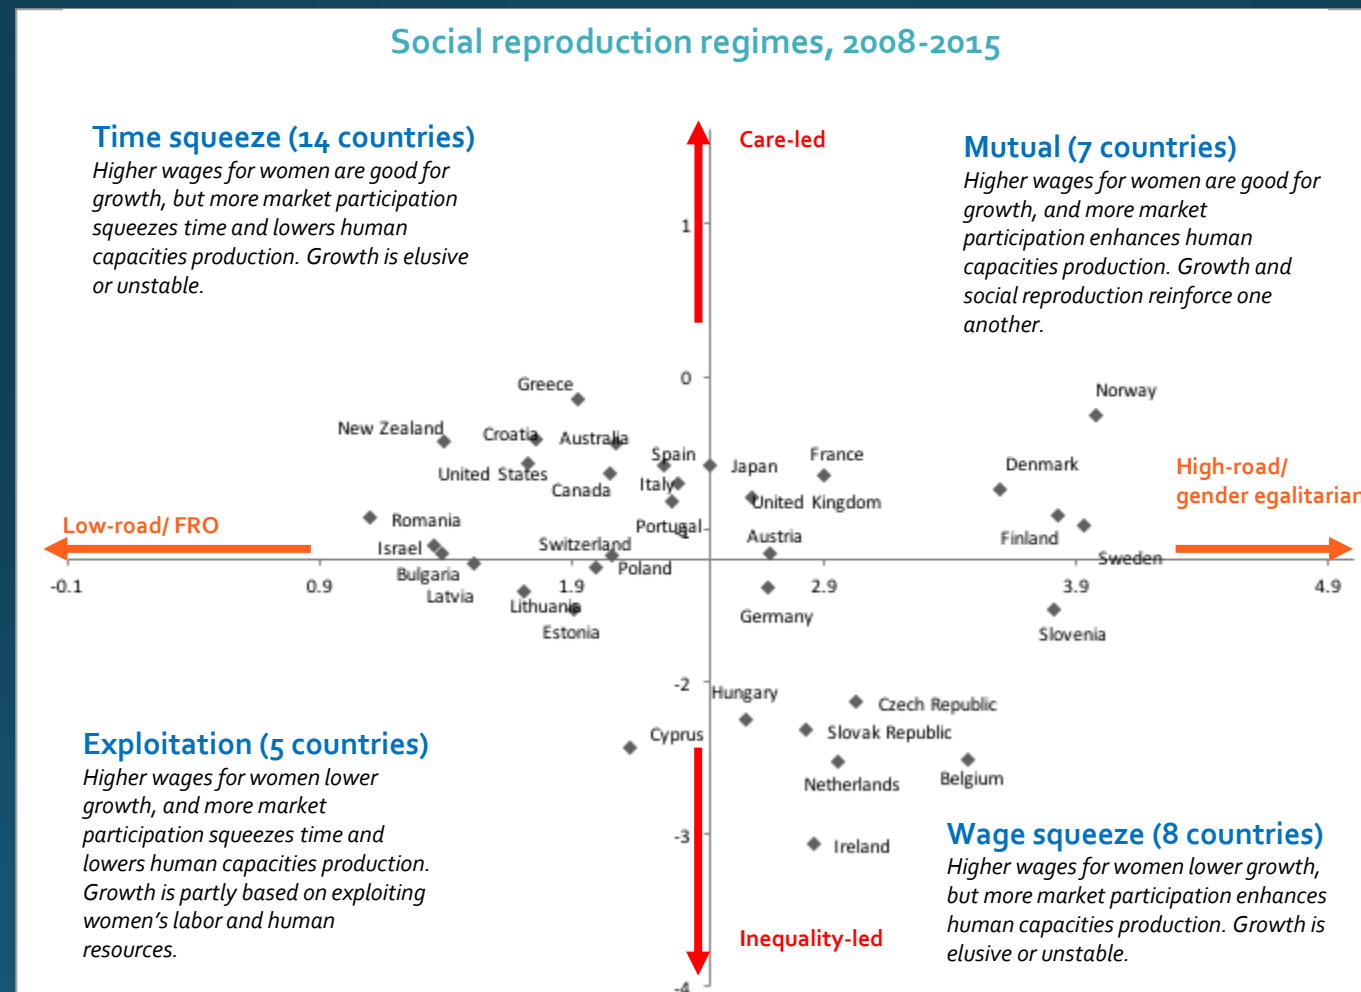 Social reproduction regimes, 2008-2015
Time squeeze (14 countries)
Higher wages for women are good for
growth, but more market participation
squeezes time and lowers human
capacities production. Growth is elusive
or unstable.
Care-led
Mutual (7 countries)
Higher wages for women are good for
growth, and more market
participation enhances human
capacities production. Growth and
social reproduction reinforce one
another.
1
0
Greece
Norway
New Zealand
Croatia
Australia
Spain
Japan
France
Denmark
United States
Canada
Italy
United Kingdom
High-road/
gender egalitarian
Low-road/ FRO
Romania
Portugal
-1
Austria
Finland
Israel
Switzerland
Sweden
Bulgaria
Poland
-0.1
0.9
1.9
2.9
3.9
4.9
Latvia
Lithuania
Germany
Estonia
Slovenia
-2
Hungary
Czech Republic
Cyprus
Slovak Republic
Netherlands
Belgium
Exploitation (5 countries)
Higher wages for women lower
growth, and more market
participation squeezes time and
lowers human capacities production.
Growth is partly based on exploiting
women's labor and human
resources.
-3
Ireland
Wage squeeze (8 countries)
Higher wages for women lower growth,
but more market participation enhances
human capacities production. Growth is
elusive or unstable.
Inequality-led
-4